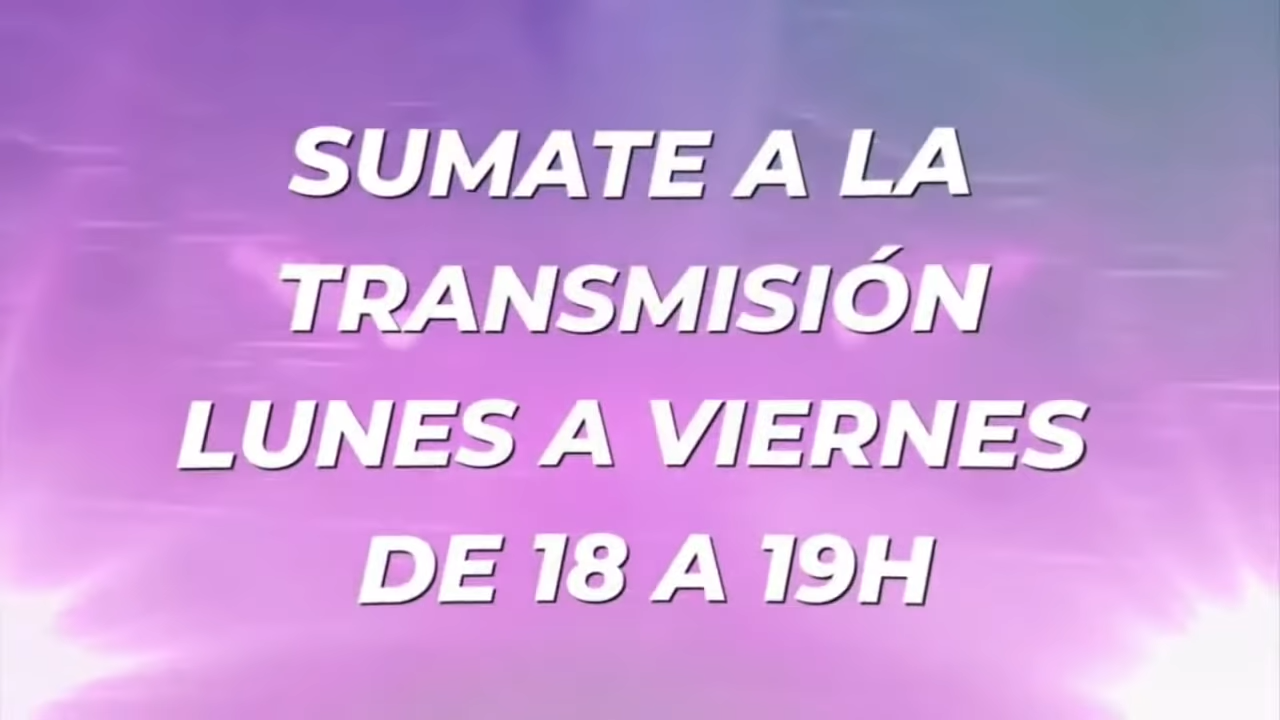 SUMATE A LA
TRANSMISIÓN
LUNES A VIERNES
DE 18 A 19H